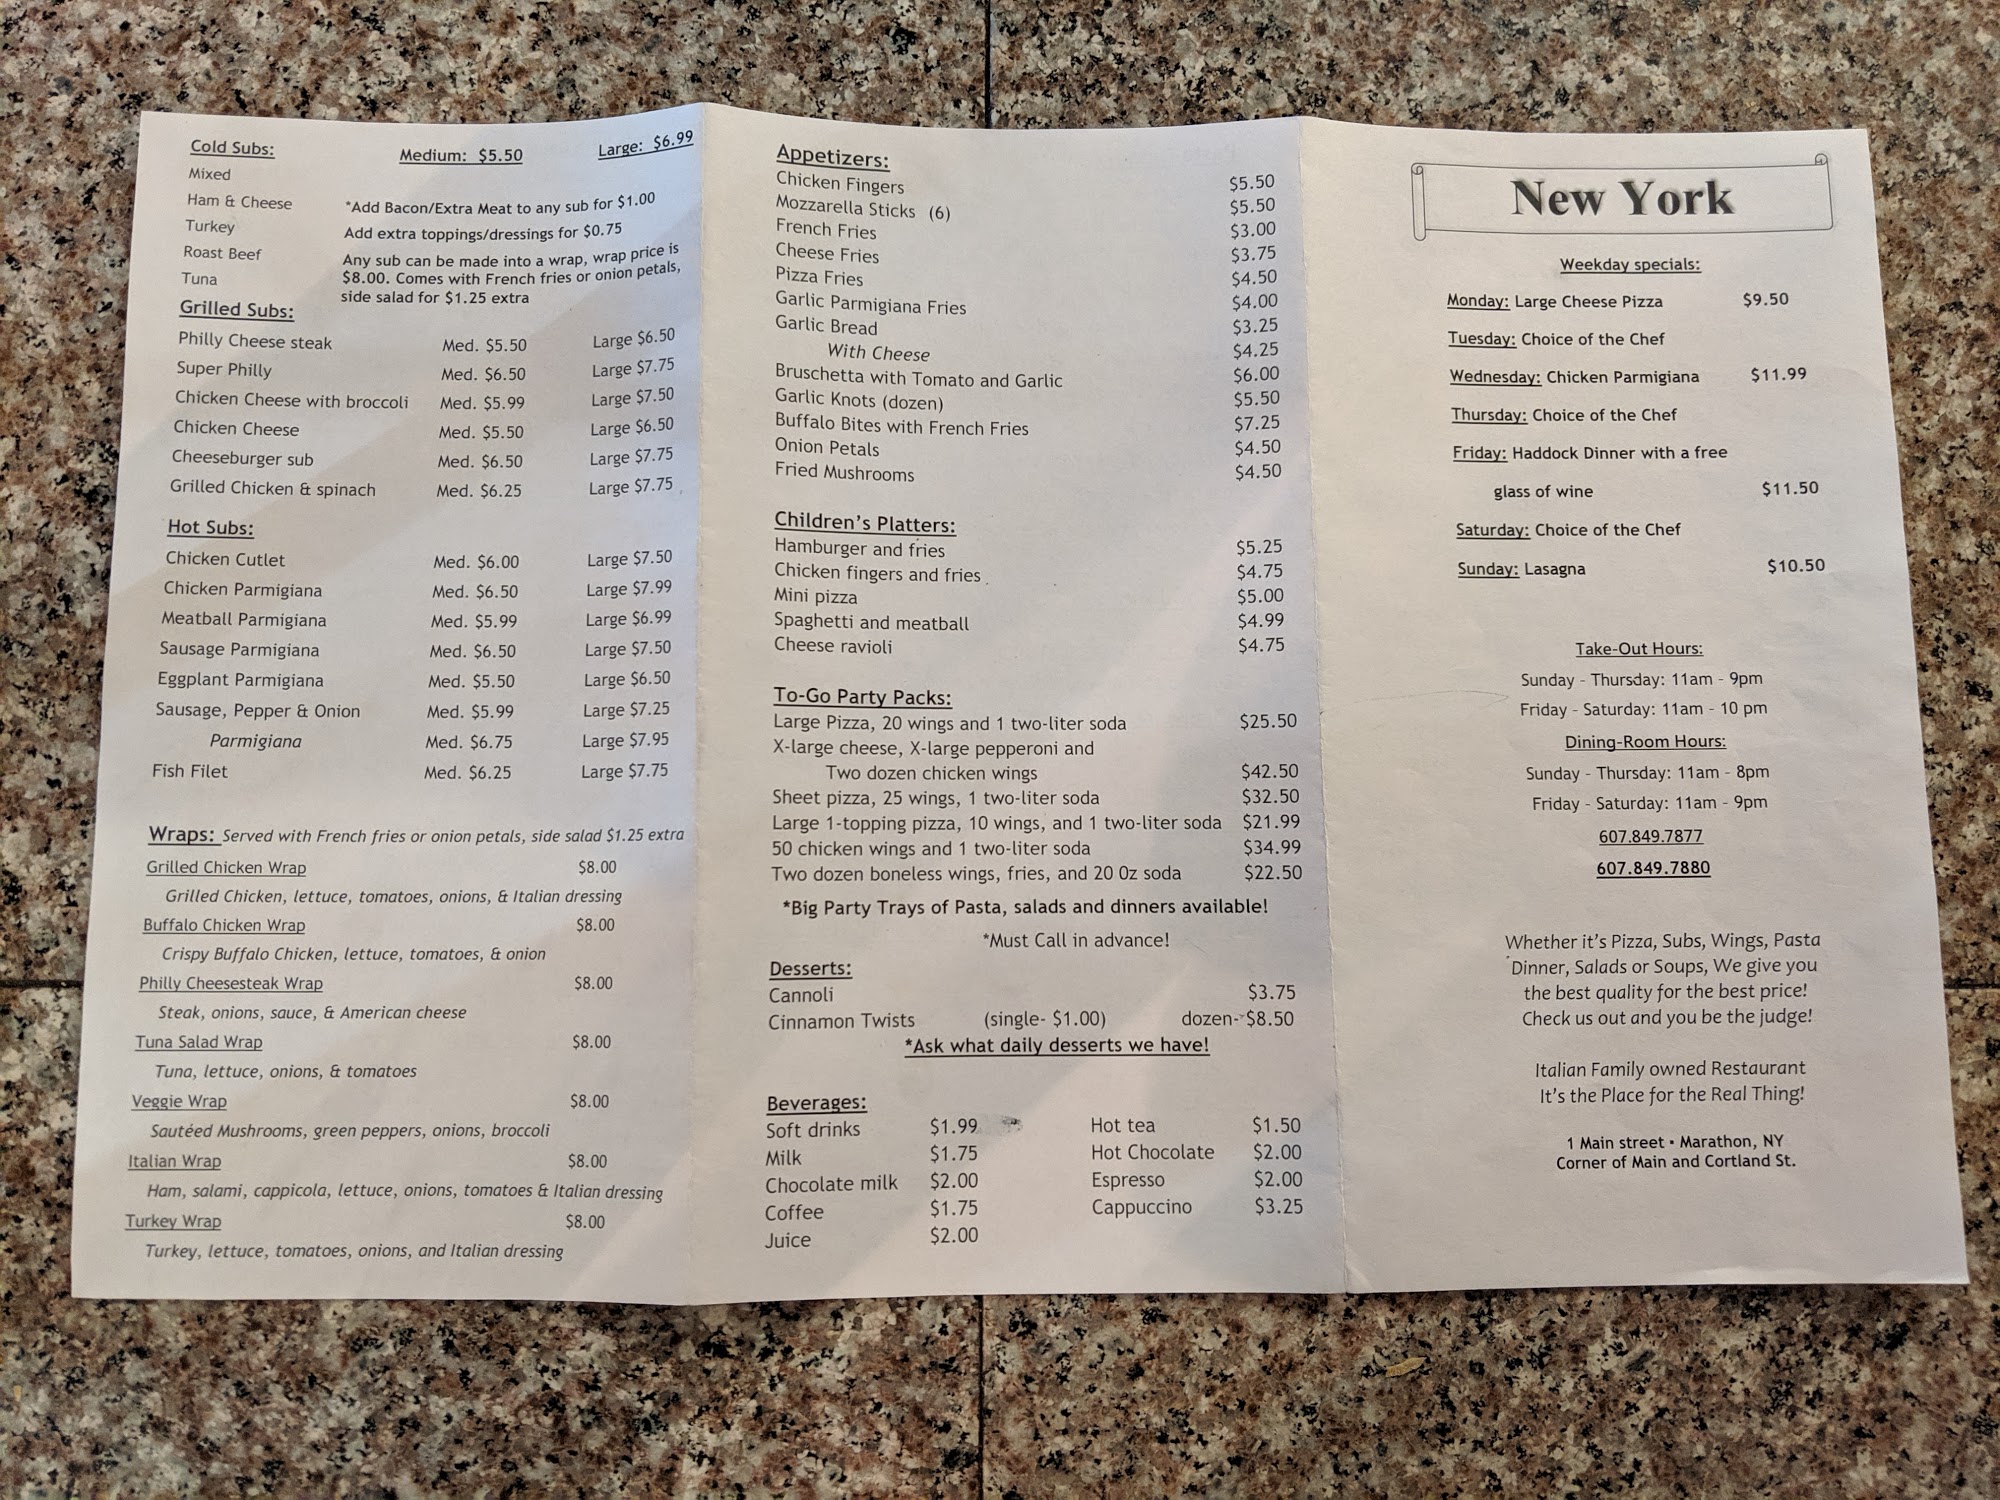 Cold Subs: Medium: $5.50 Large: $6.99
Mixed
Ham & Cheese *Add Bacon/Extra Meat to any sub for $1.00
Turkey Add extra toppings/dressings for $0.75
Roast Beef Any sub can be made into a wrap, wrap price is
Tuna $8.00. Comes with French fries or onion petals,
side salad for $1.25 extra
Grilled Subs:
Philly Cheese steak Med. $5.50 Large $6.50
Super Philly Med. $6.50 Large $7.75
Chicken Cheese with broccoli Med. $5.99 Large $7.50
Chicken Cheese Med. $5.50 Large $6.50
Cheeseburger sub Med. $6.50 Large $7.75
Grilled Chicken & spinach Med. $6.25 Large $7.75
Hot Subs:
Chicken Cutlet Med. $6.00 Large $7.50
Chicken Parmigiana Med. $6.50 Large $7.99
Meatball Parmigiana Med. $5.99 Large $6.99
Sausage Parmigiana Med. $6.50 Large $7.50
Eggplant Parmigiana Med. $5.50 Large $6.50
Sausage, Pepper & Onion Med. $5.99 Large $7.25
Parmigiana Med. $6.75 Large $7.95
Fish Filet Med. $6.25 Large $7.75
Wraps: Served with French fries or onion petals, side salad $1.25 extra
Grilled Chicken Wrap $8.00
Grilled Chicken, lettuce, tomatoes, onions, & Italian dressing
Buffalo Chicken Wrap $8.00
Crispy Buffalo Chicken, lettuce, tomatoes, & onion
Philly Cheesesteak Wrap $8.00
Steak, onions, sauce, & American cheese
Tuna Salad Wrap $8.00
Tuna, lettuce, onions, & tomatoes
Veggie Wrap $8.00
Sautéed Mushrooms, green peppers, onions, broccoli
Italian Wrap $8.00
Ham, salami, cappicola, lettuce, onions, tomatoes & Italian dressing
Turkey Wrap $8.00
Turkey, lettuce, tomatoes, onions, and Italian dressing
Appetizers:
Chicken Fingers $5.50
Mozzarella Sticks (6) $5.50
French Fries $3.00
Cheese Fries $3.75
Pizza Fries $4.50
Garlic Parmigiana Fries $4.00
Garlic Bread $3.25
With Cheese $4.25
Bruschetta with Tomato and Garlic $6.00
Garlic Knots (dozen) $5.50
Buffalo Bites with French Fries $7.25
Onion Petals $4.50
Fried Mushrooms $4.50
Children's Platters:
Hamburger and fries $5.25
Chicken fingers and fries $4.75
Mini pizza $5.00
Spaghetti and meatball $4.99
Cheese ravioli $4.75
To-Go Party Packs:
Large Pizza, 20 wings and 1 two-liter soda $25.50
X-large cheese, X-large pepperoni and
Two dozen chicken wings $42.50
Sheet pizza, 25 wings, 1 two-liter soda $32.50
Large 1-topping pizza, 10 wings, and 1 two-liter soda $21.99
50 chicken wings and 1 two-liter soda $34.99
Two dozen boneless wings, fries, and 20 0z soda $22.50
*Big Party Trays of Pasta, salads and dinners available!
*Must Call in advance!
Desserts:
Cannoli $3.75
Cinnamon Twists (single- $1.00) dozen- $8.50
*Ask what daily desserts we have!
Beverages:
Soft drinks $1.99 Hot tea $1.50
Milk $1.75 Hot Chocolate $2.00
Chocolate milk $2.00 Espresso $2.00
Coffee $1.75 Cappuccino $3.25
Juice $2.00
New York
Weekday specials:
Monday: Large Cheese Pizza $9.50
Tuesday: Choice of the Chef
Wednesday: Chicken Parmigiana $11.99
Thursday: Choice of the Chef
Friday: Haddock Dinner with a free
glass of wine $11.50
Saturday: Choice of the Chef
Sunday: Lasagna $10.50
Take-Out Hours:
Sunday - Thursday: 11am - 9pm
Friday - Saturday: 11am - 10 pm
Dining-Room Hours:
Sunday - Thursday: 11am - 8pm
Friday - Saturday: 11am - 9pm
607.849.7877
607.849.7880
Whether it's Pizza, Subs, Wings, Pasta
Dinner, Salads or Soups, We give you
the best quality for the best price!
Check us out and you be the judge!
Italian Family owned Restaurant
It's the Place for the Real Thing!
1 Main street • Marathon, NY
Corner of Main and Cortland St.